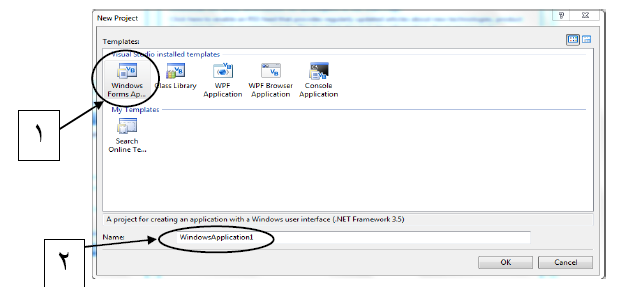 New Project
Templates:
Visual Studio installed templates
Windows Forms Ap...
Class Library
WPF Application
WPF Browser Application
Console Application
My Templates
Search Online Te...
١
A project for creating an application with a Windows user interface (.NET Framework 3.5)
Name:
WindowsApplication1
٢
OK
Cancel